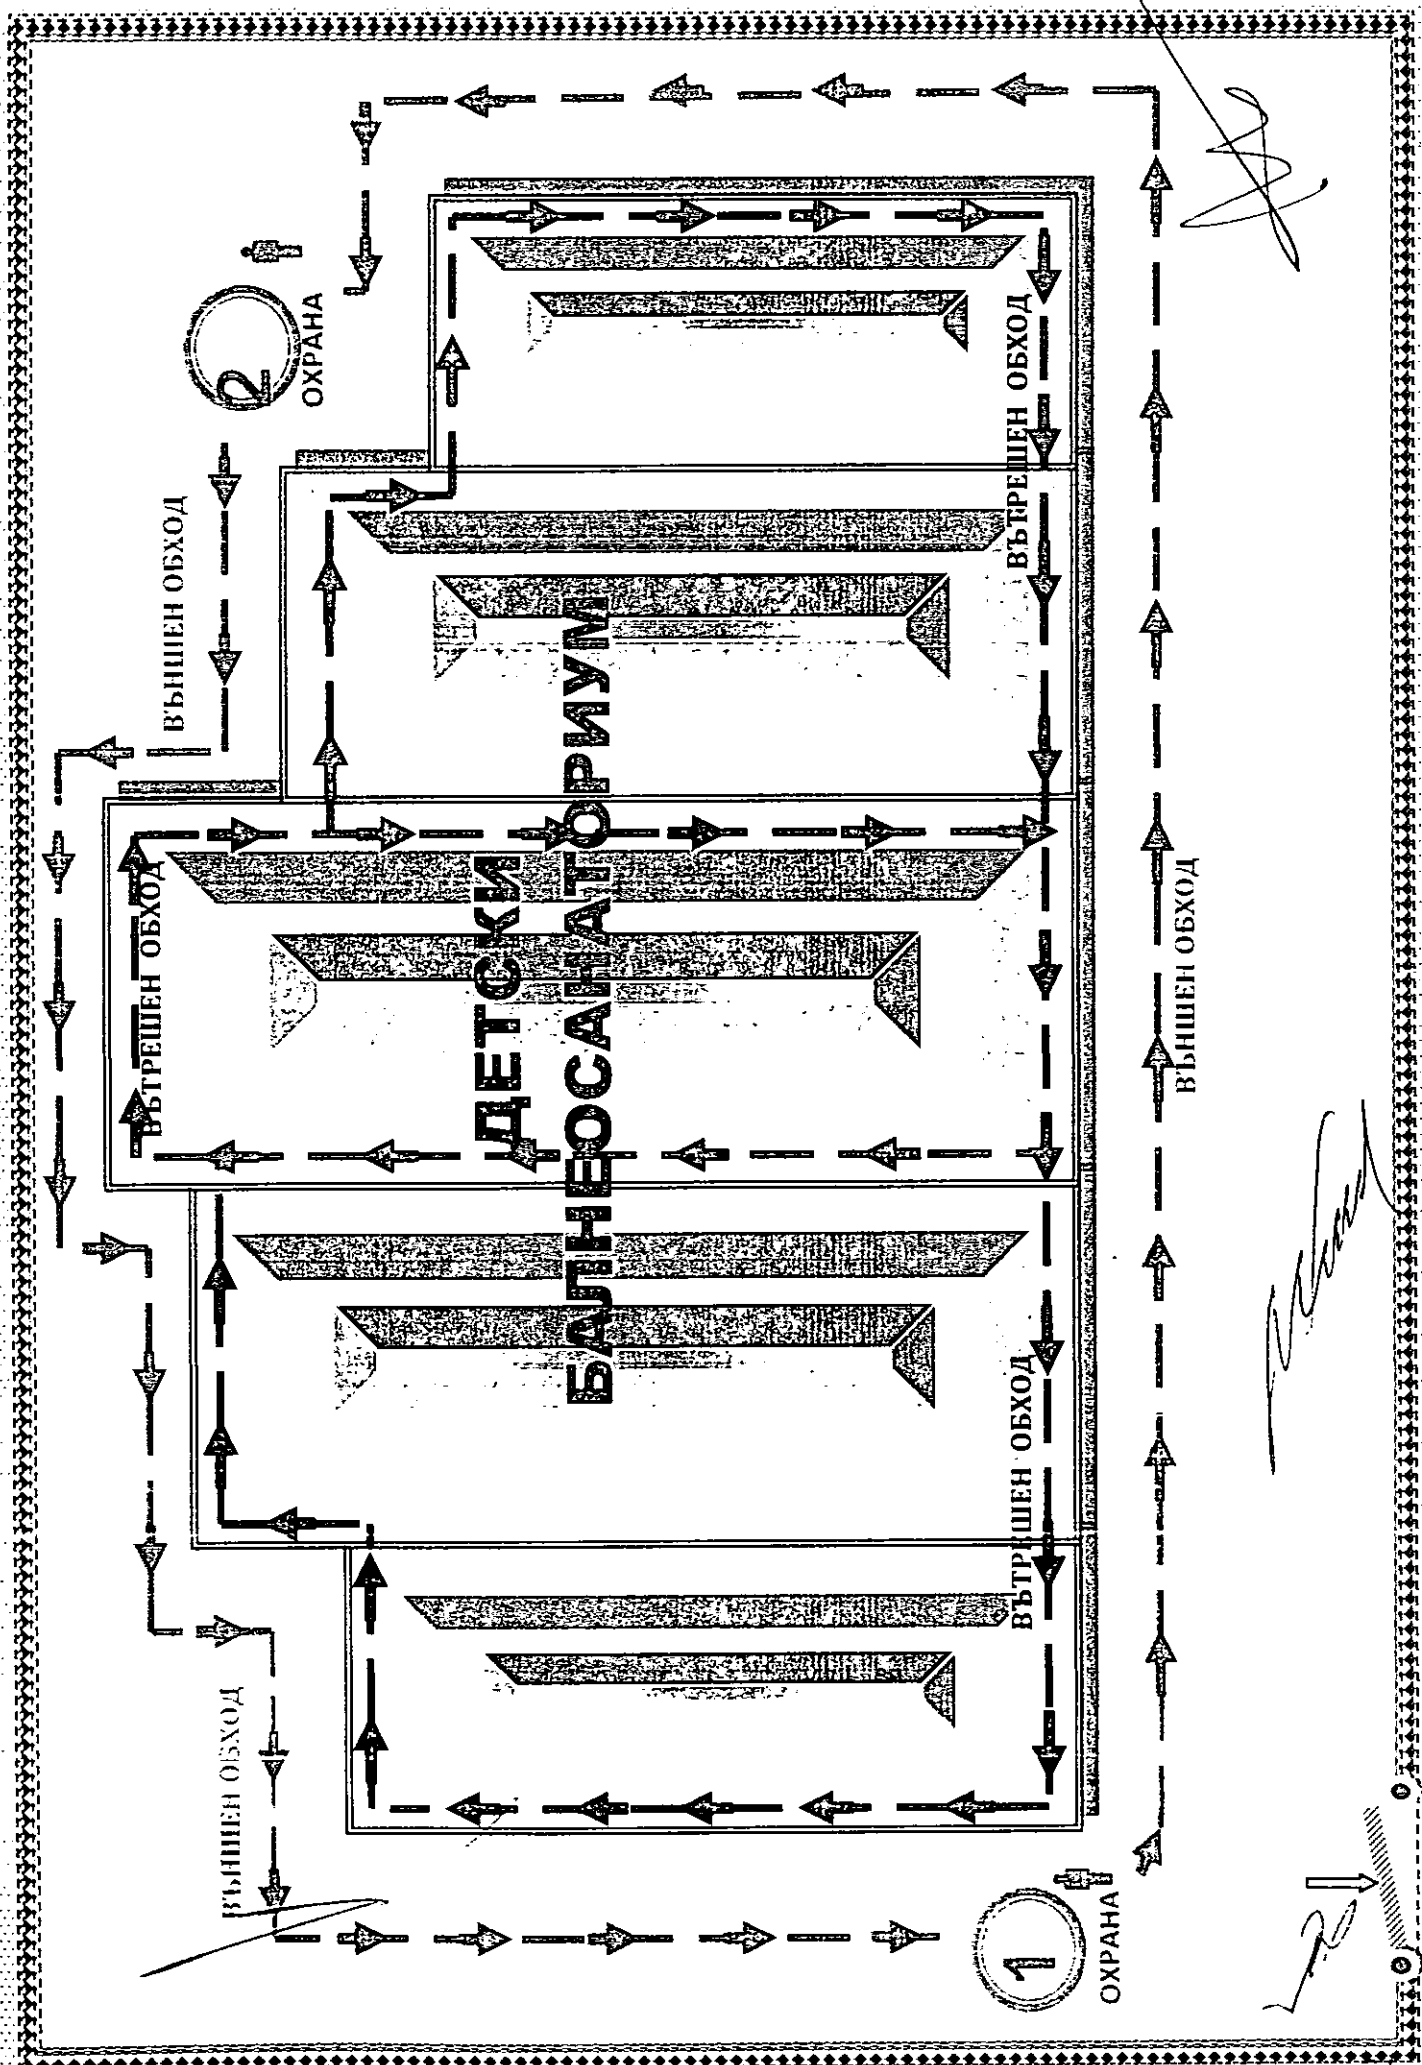 ВЪНШЕН ОБХОД
2
ОХРАНА
ВЪНШЕН ОБХОД
ВЪТРЕШЕН ОБХОД
ДЕТСКИ
БАЛНЕОСАНАТОРИУМ
ВЪТРЕШЕН ОБХОД
ВЪТРЕШЕН ОБХОД
1
ОХРАНА
ВЪНШЕН ОБХОД